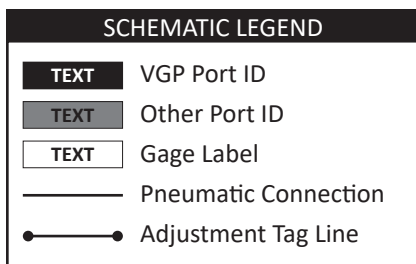 SCHEMATIC LEGEND
TEXT VGP Port ID
TEXT Other Port ID
TEXT Gage Label
Pneumatic Connection
Adjustment Tag Line